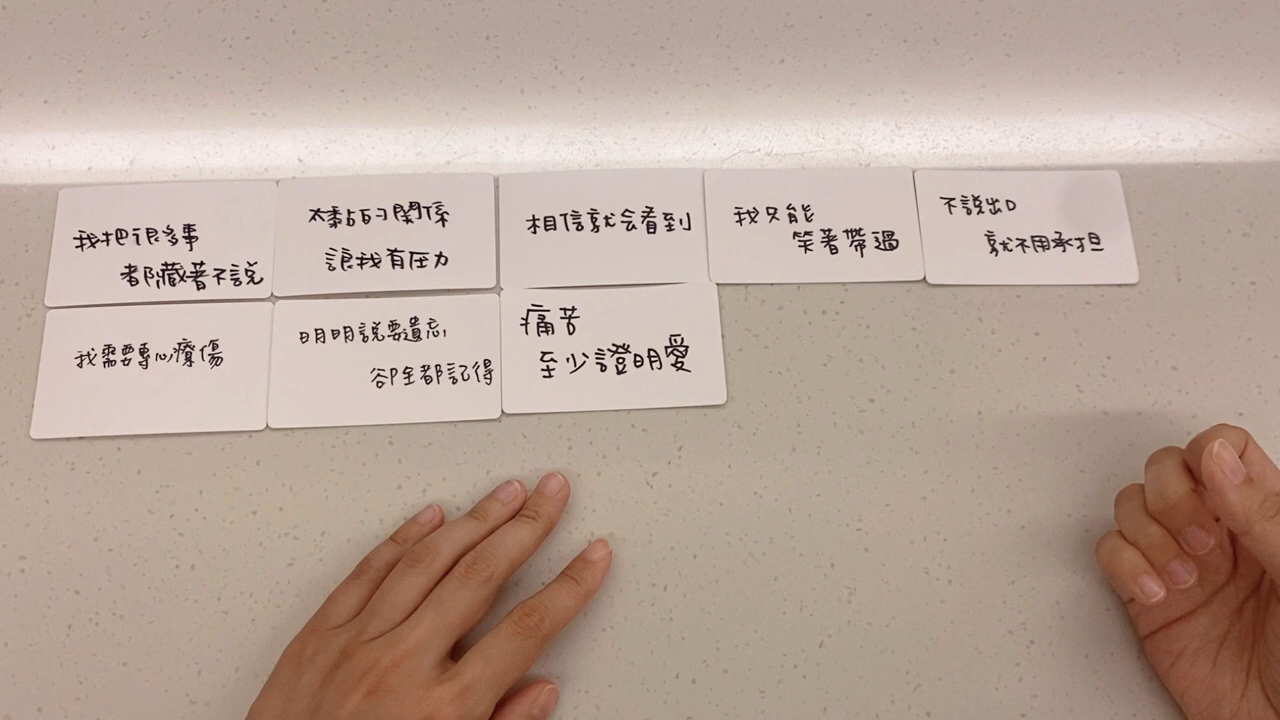 我把很多事
都藏著不說
太黏的關係
讓我有压力
相信就会看到
我只能
笑著帶過
不說出口
就不用承担
我需要專心療傷
明明說要遺忘
卻全都記得
痛苦
至少證明愛